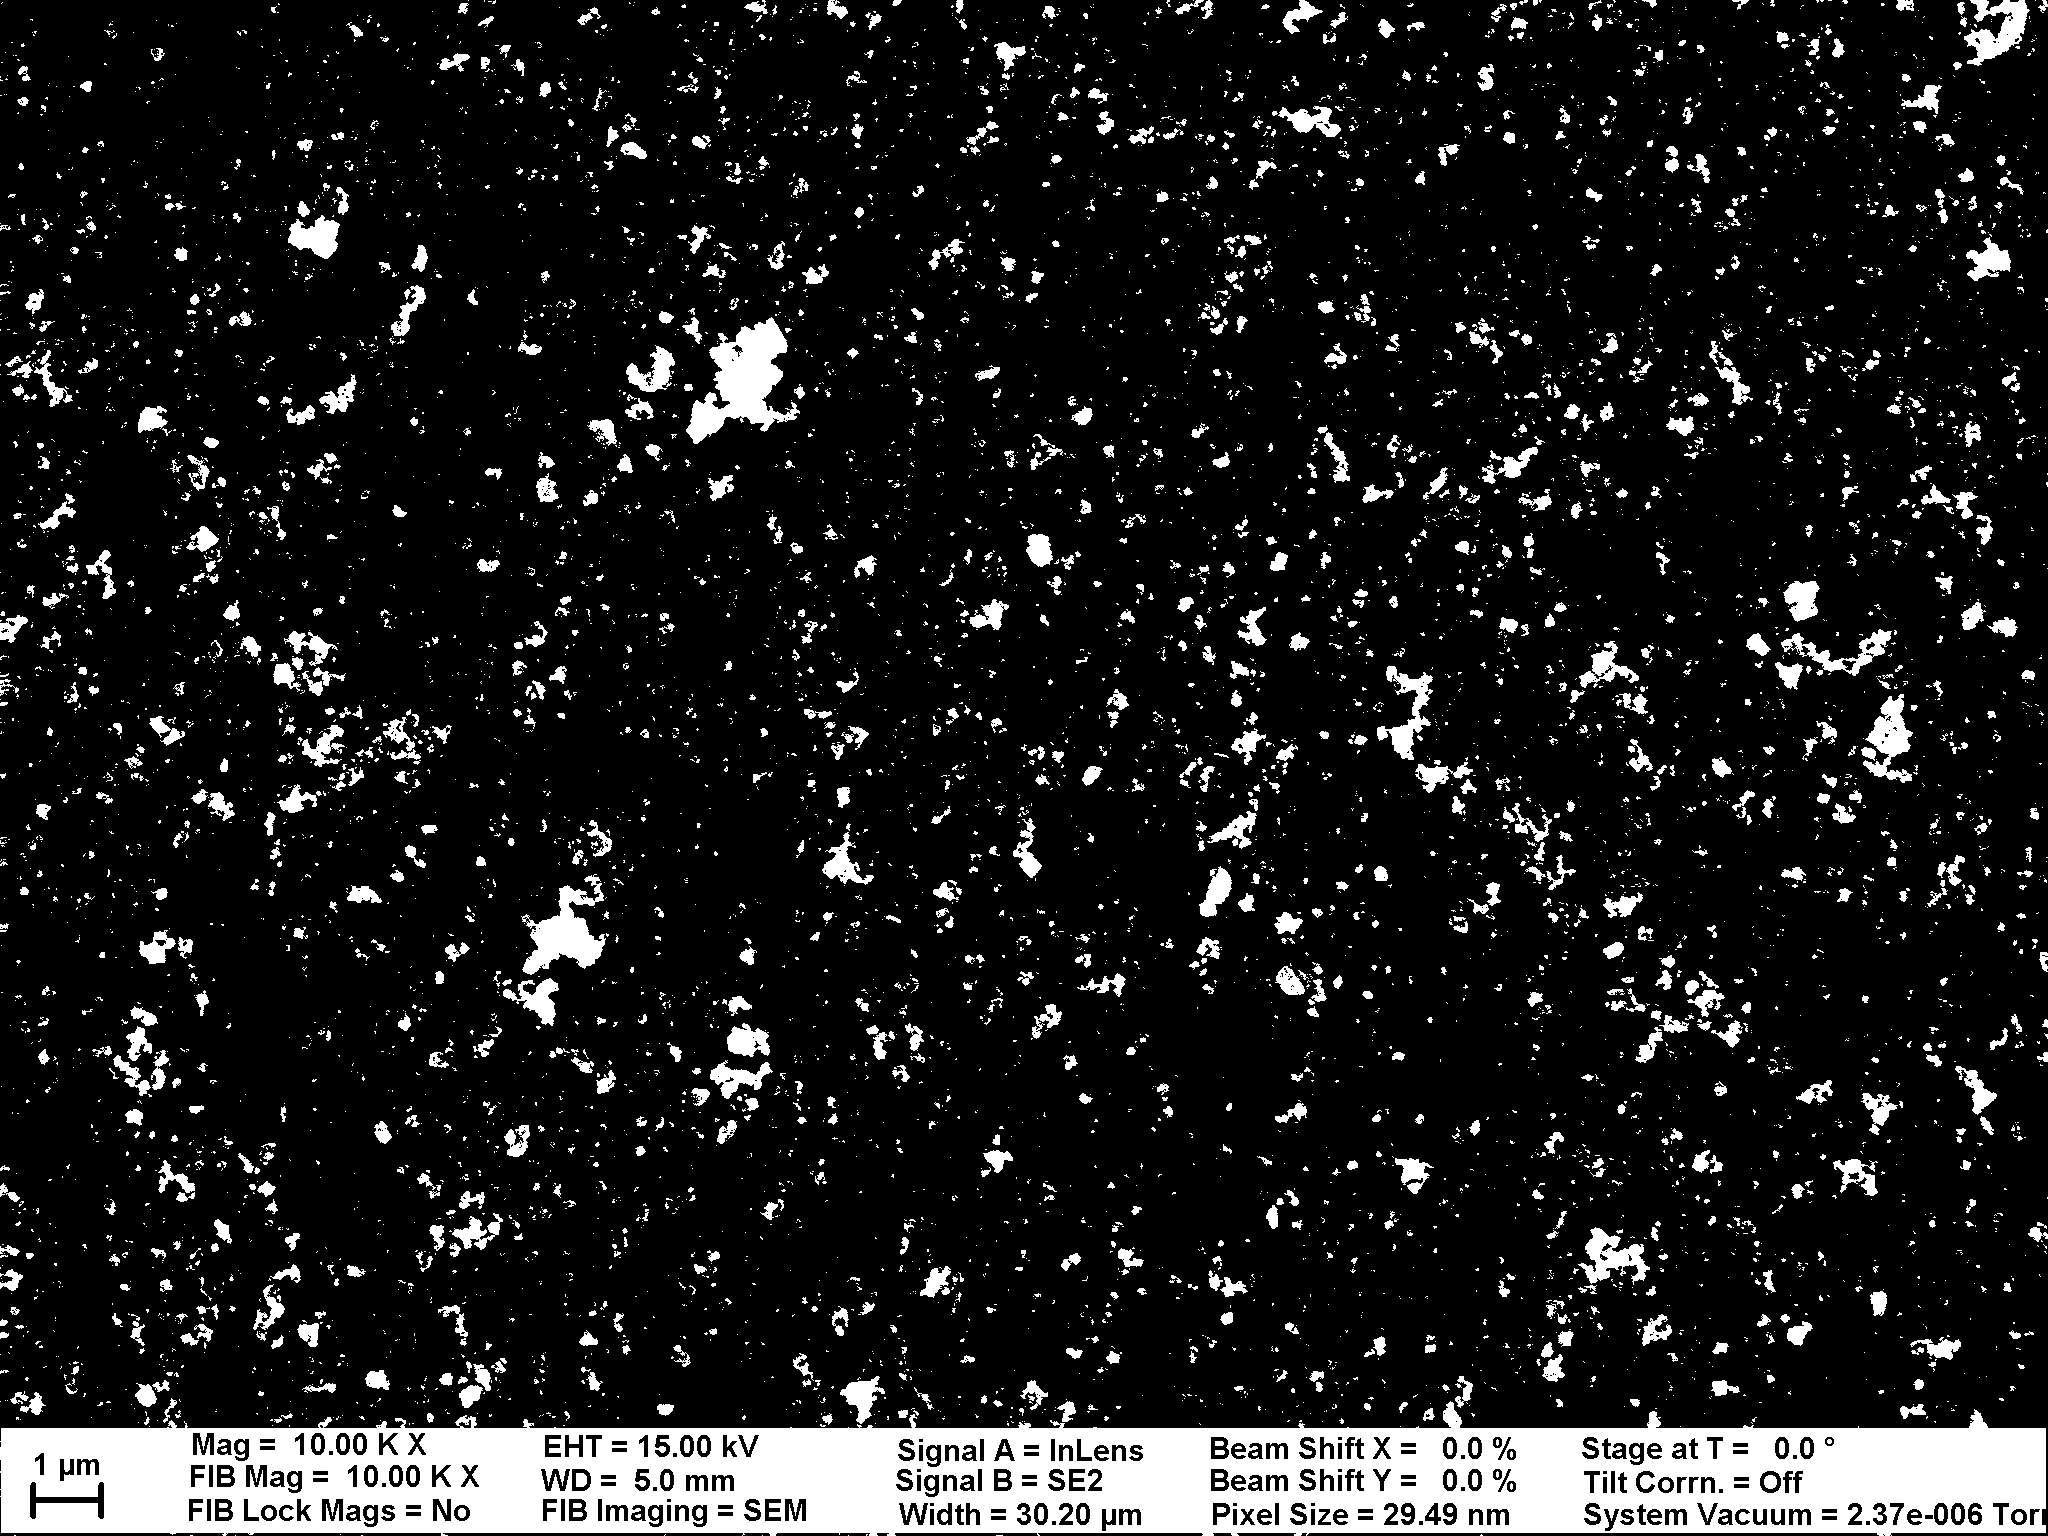 1 µm
Mag = 10.00 K X
FIB Mag = 10.00 K X
FIB Lock Mags = No
EHT = 15.00 kV
WD = 5.0 mm
FIB Imaging = SEM
Signal A = InLens
Signal B = SE2
Width = 30.20 µm
Beam Shift X = 0.0 %
Beam Shift Y = 0.0 %
Pixel Size = 29.49 nm
Stage at T = 0.0 °
Tilt Corrn. = Off
System Vacuum = 2.37e-006 Torr